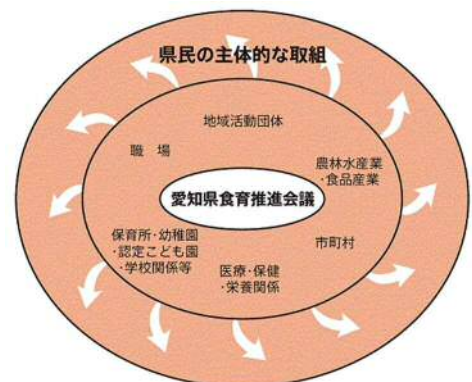 県民の主体的な取組
地域活動団体
職　場
農林水産業
・食品産業
愛知県食育推進会議
保育所・幼稚園
・認定こども園
・学校関係等
市町村
医療・保健
・栄養関係